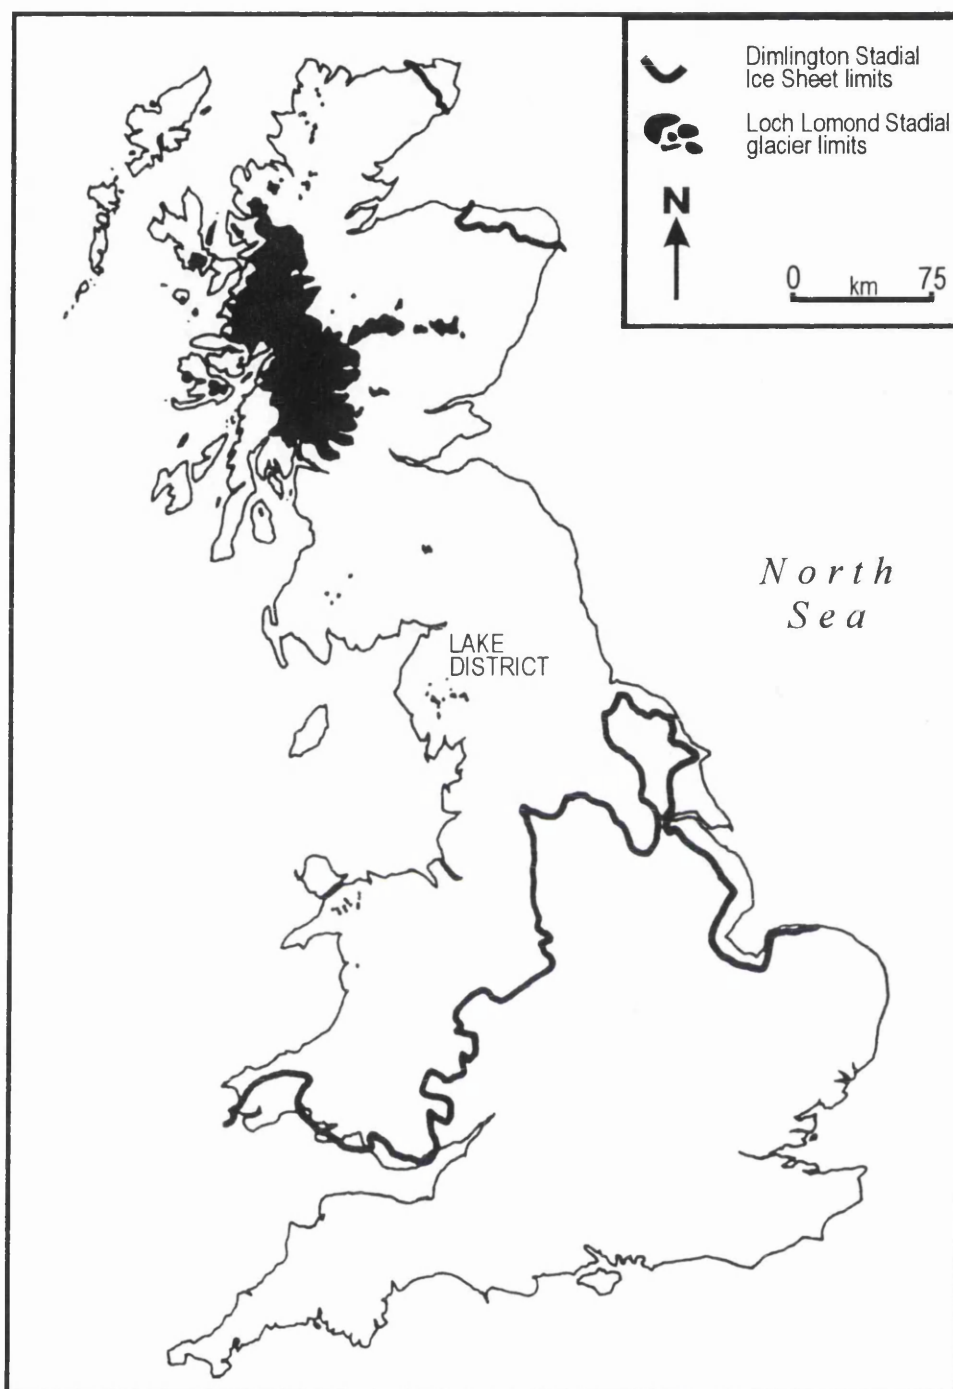 Dimlington Stadial
Ice Sheet limits
Loch Lomond Stadial
glacier limits
N
0 km 75
North
Sea
LAKE
DISTRICT